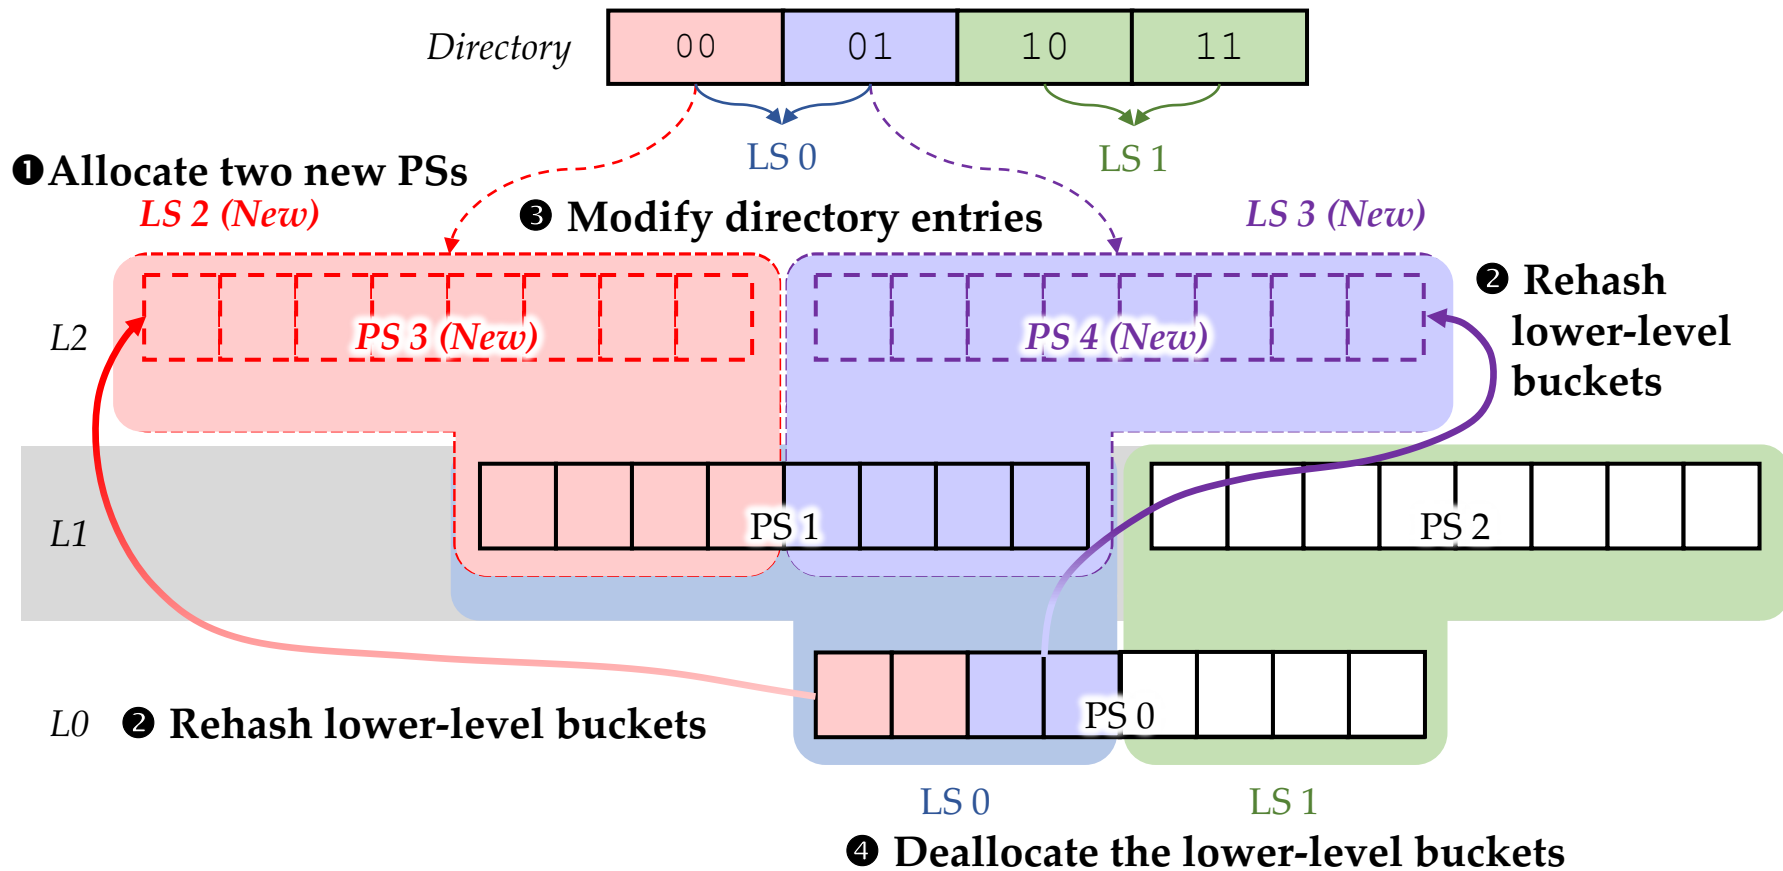 Directory 00 01 10 11
LS 0 LS 1
❶Allocate two new PSs
LS 2 (New)
❸ Modify directory entries
LS 3 (New)
❷ Rehash
lower-level
buckets
L2 PS 3 (New) PS 4 (New)
L1 PS 1 PS 2
L0 ❷ Rehash lower-level buckets PS 0
LS 0 LS 1
❹ Deallocate the lower-level buckets